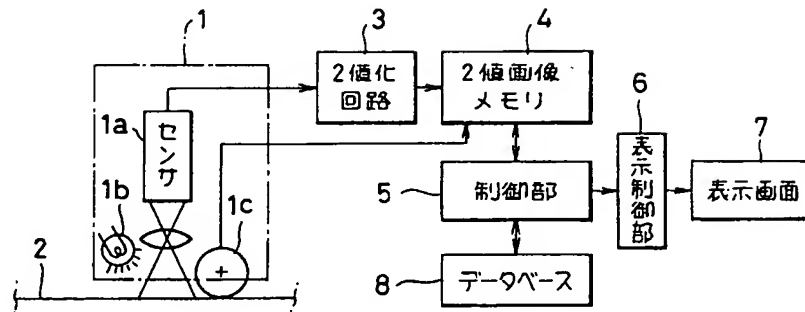 1
3
4
2値化
回路
2値画像
メモリ
6
1a
センサ
7
1b
1c
5
制御部
表示制御部
表示画面
2
8
データベース